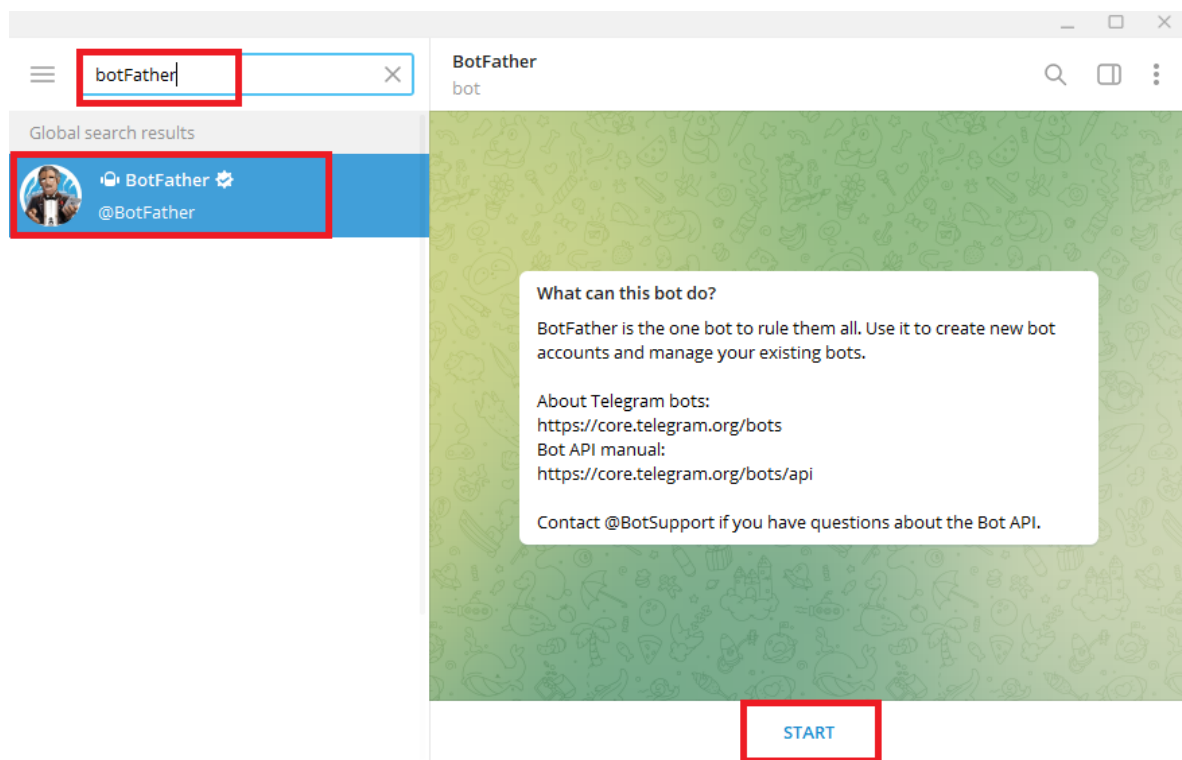 botFather
Global search results
BotFather
@BotFather
BotFather
bot
What can this bot do?
BotFather is the one bot to rule them all. Use it to create new bot
accounts and manage your existing bots.
About Telegram bots:
https://core.telegram.org/bots
Bot API manual:
https://core.telegram.org/bots/api
Contact @BotSupport if you have questions about the Bot API.
START